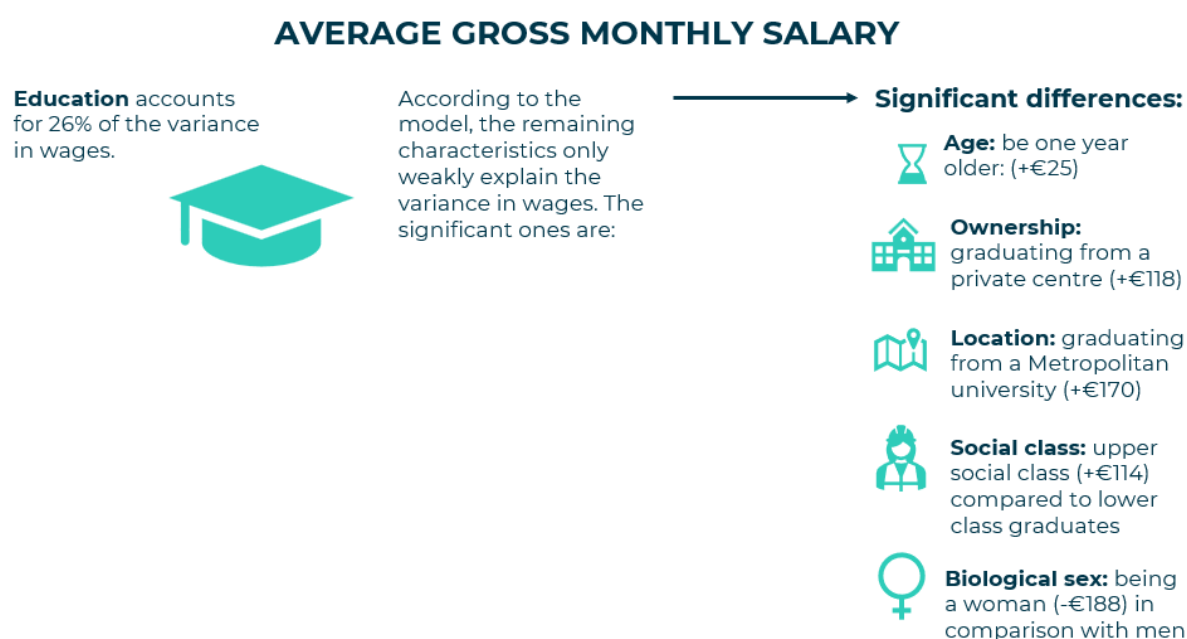 AVERAGE GROSS MONTHLY SALARY
Education accounts
for 26% of the variance
in wages.
According to the
model, the remaining
characteristics only
weakly explain the
variance in wages. The
significant ones are:
Significant differences:
Age: be one year
older: (+€25)
Ownership:
graduating from a
private centre (+€118)
Location: graduating
from a Metropolitan
university (+€170)
Social class: upper
social class (+€114)
compared to lower
class graduates
Biological sex: being
a woman (-€188) in
comparison with men